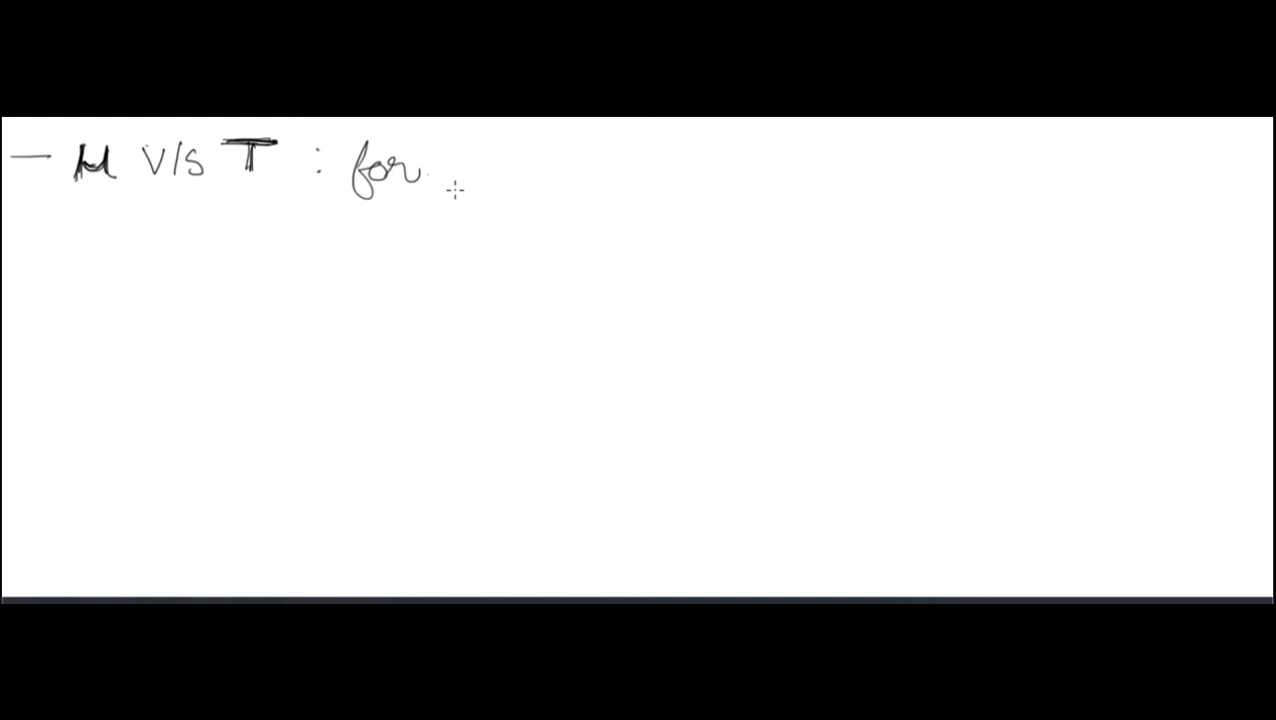 - μ V/S T : for